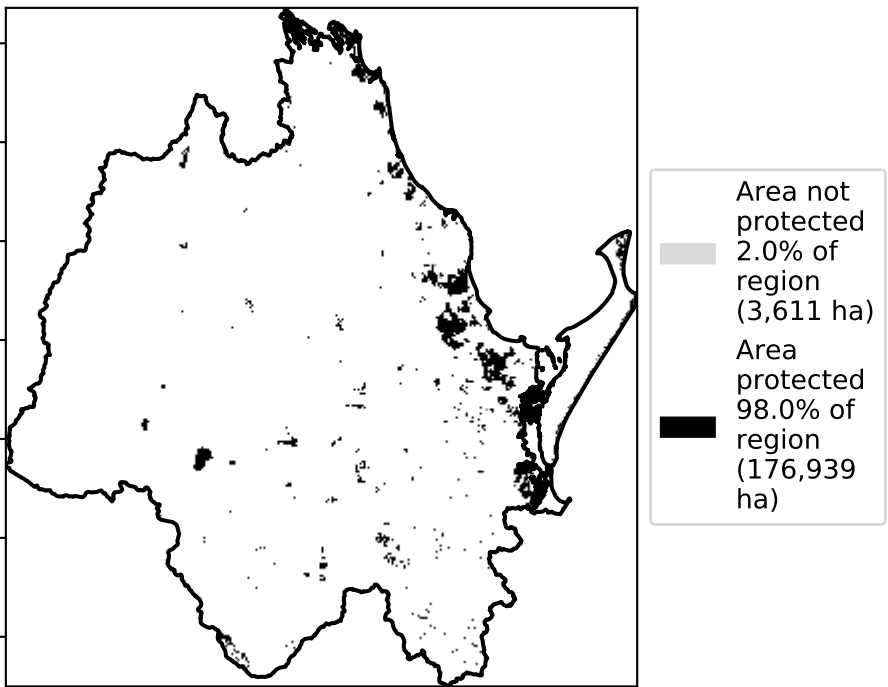 Area not
protected
2.0% of
region
(3,611 ha)
Area
protected
98.0% of
region
(176,939
ha)